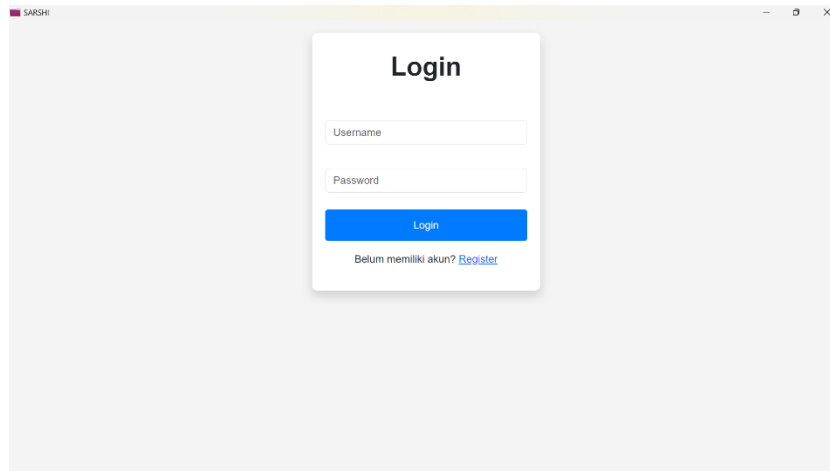 SARSHI
Login
Username
Password
Login
Belum memiliki akun? Register